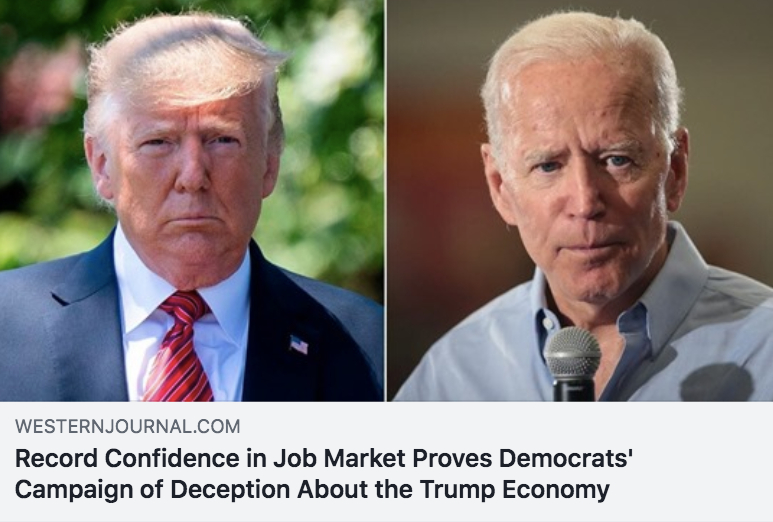 WESTERNJOURNAL.COM
Record Confidence in Job Market Proves Democrats'
Campaign of Deception About the Trump Economy